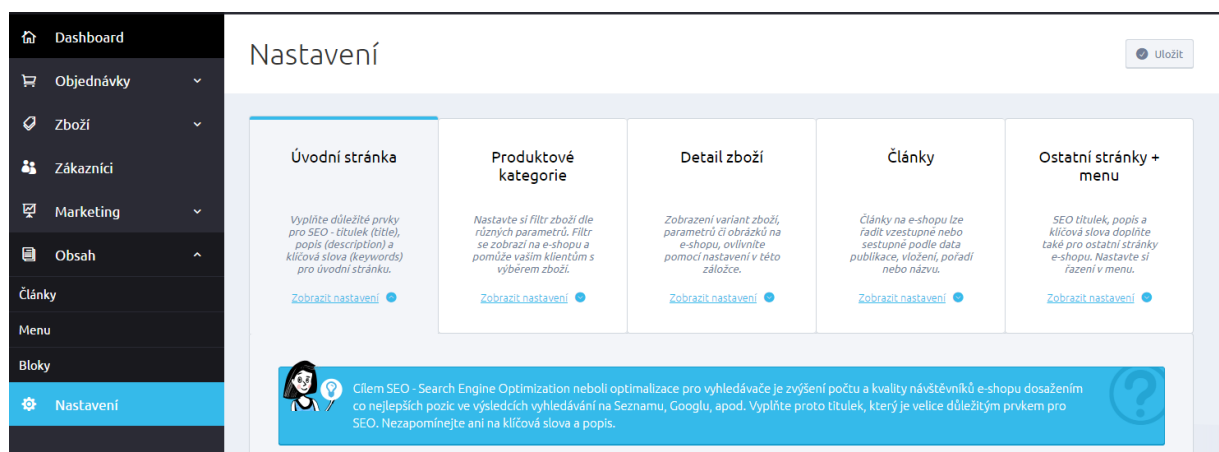 Dashboard
Objednávky
Zboží
Zákazníci
Marketing
Obsah
Články
Menu
Bloky
Nastavení
Nastavení
Uložit
Úvodní stránka
Vyplňte důležité prvky
pro SEO - titulek (title),
popis (description) a
klíčová slova (keywords)
pro úvodní stránku.
Zobrazit nastavení
Produktové
kategorie
Nastavte si filtr zboží dle
různých parametrů. Filtr
se zobrazí na e-shopu a
pomůže vašim klientům s
výběrem zboží.
Zobrazit nastavení
Detail zboží
Zobrazení variant zboží,
parametrů či obrázků na
e-shopu, ovlivníte
pomocí nastavení v této
záložce.
Zobrazit nastavení
Články
Články na e-shopu lze
řadit vzestupně nebo
sestupně podle data
publikace, vložení, pořadí
nebo názvu.
Zobrazit nastavení
Ostatní stránky +
menu
SEO titulek, popis a
klíčová slova doplňte
také pro ostatní stránky
e-shopu. Nastavte si
řazení v menu.
Zobrazit nastavení
Cílem SEO - Search Engine Optimization neboli optimalizace pro vyhledávače je zvýšení počtu a kvality návštěvníků e-shopu dosažením
co nejlepších pozic ve výsledcích vyhledávání na Seznamu, Googlu, apod. Vyplňte proto titulek, který je velice důležitým prvkem pro
SEO. Nezapomínejte ani na klíčová slova a popis.